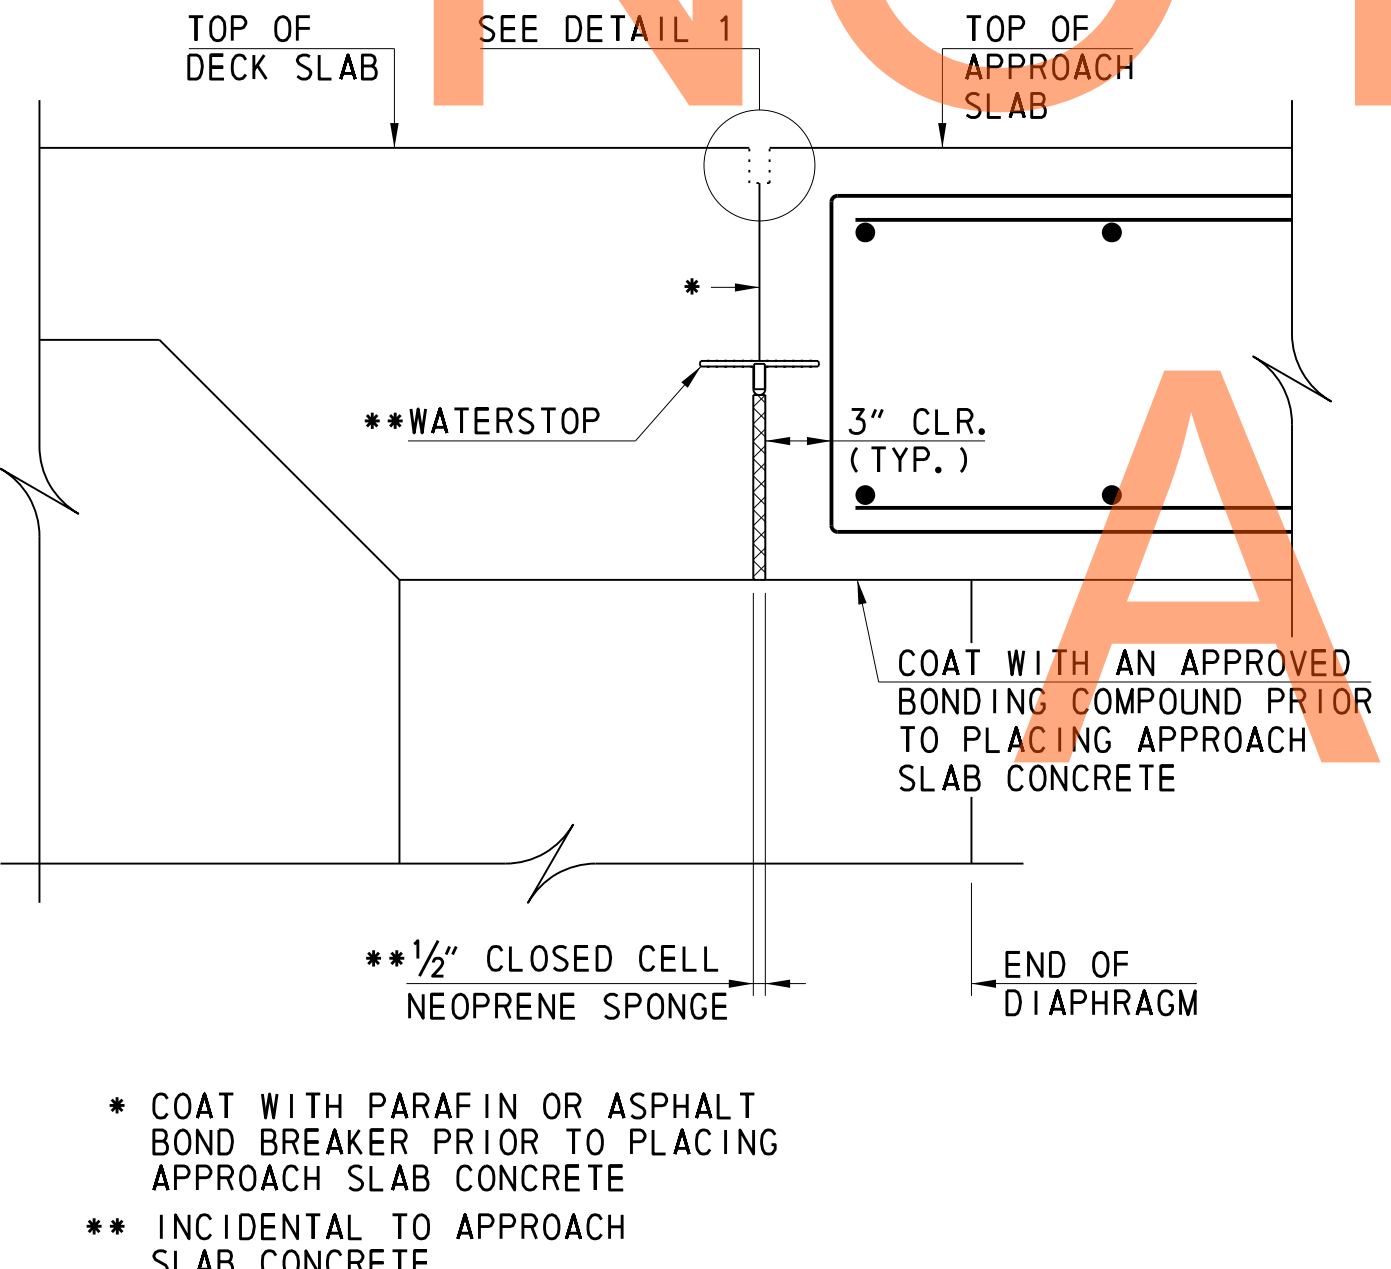 TOP OF
DECK SLAB
SEE DETAIL 1
TOP OF
APPROACH
SLAB
*
**WATERSTOP
3" CLR.
(TYP.)
COAT WITH AN APPROVED
BONDING COMPOUND PRIOR
TO PLACING APPROACH
SLAB CONCRETE
**½" CLOSED CELL
NEOPRENE SPONGE
END OF
DIAPHRAGM
* COAT WITH PARAFIN OR ASPHALT
BOND BREAKER PRIOR TO PLACING
APPROACH SLAB CONCRETE
** INCIDENTAL TO APPROACH
SLAB CONCRETE